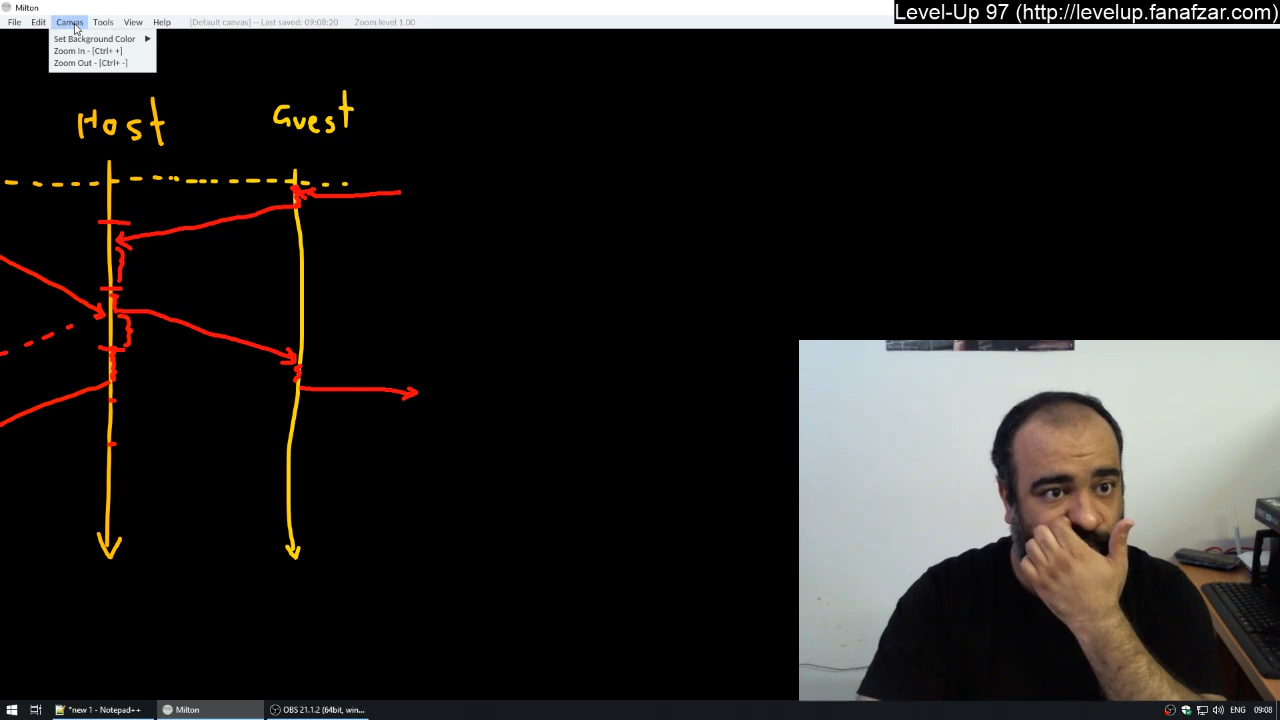 Milton
Level-Up 97 (http://levelup.fanafzar.com)
File Edit Canvas Tools View Help [Default canvas] -- Last saved: 09:08:20 Zoom level 1.00
Set Background Color
Zoom In - [Ctrl+ +]
Zoom Out - [Ctrl+ -]
Host
Guest
*new 1 - Notepad++
Milton
OBS 21.1.2 (64bit, win...
ENG
09:08